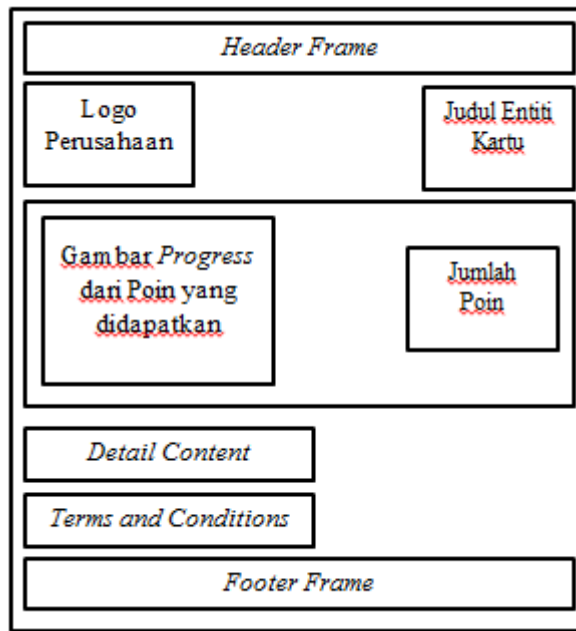 Header Frame
Logo
Perusahaan
Judul Entiti
Kartu
Gambar Progress
dari Poin yang
didapatkan
Jumlah
Poin
Detail Content
Terms and Conditions
Footer Frame